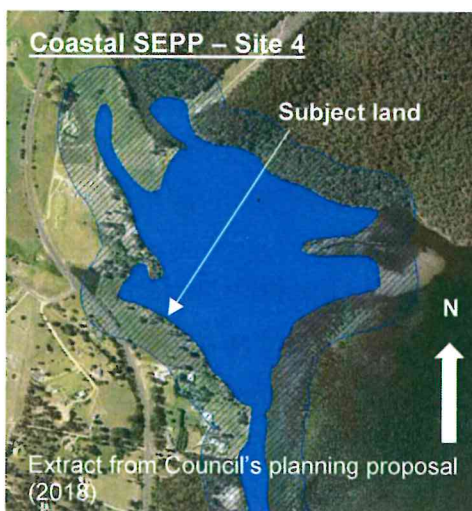 Coastal SEPP – Site 4
Subject land
N
Extract from Council's planning proposal
(2018)